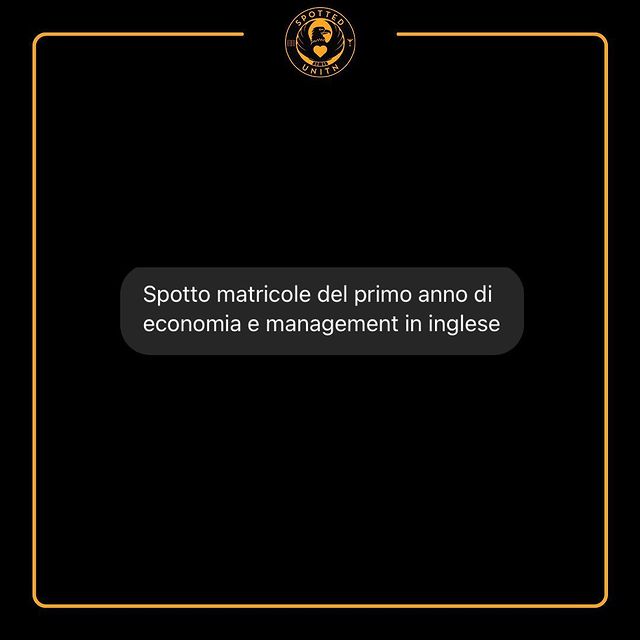 SPOTTED
UNITN
Spotto matricole del primo anno di
economia e management in inglese